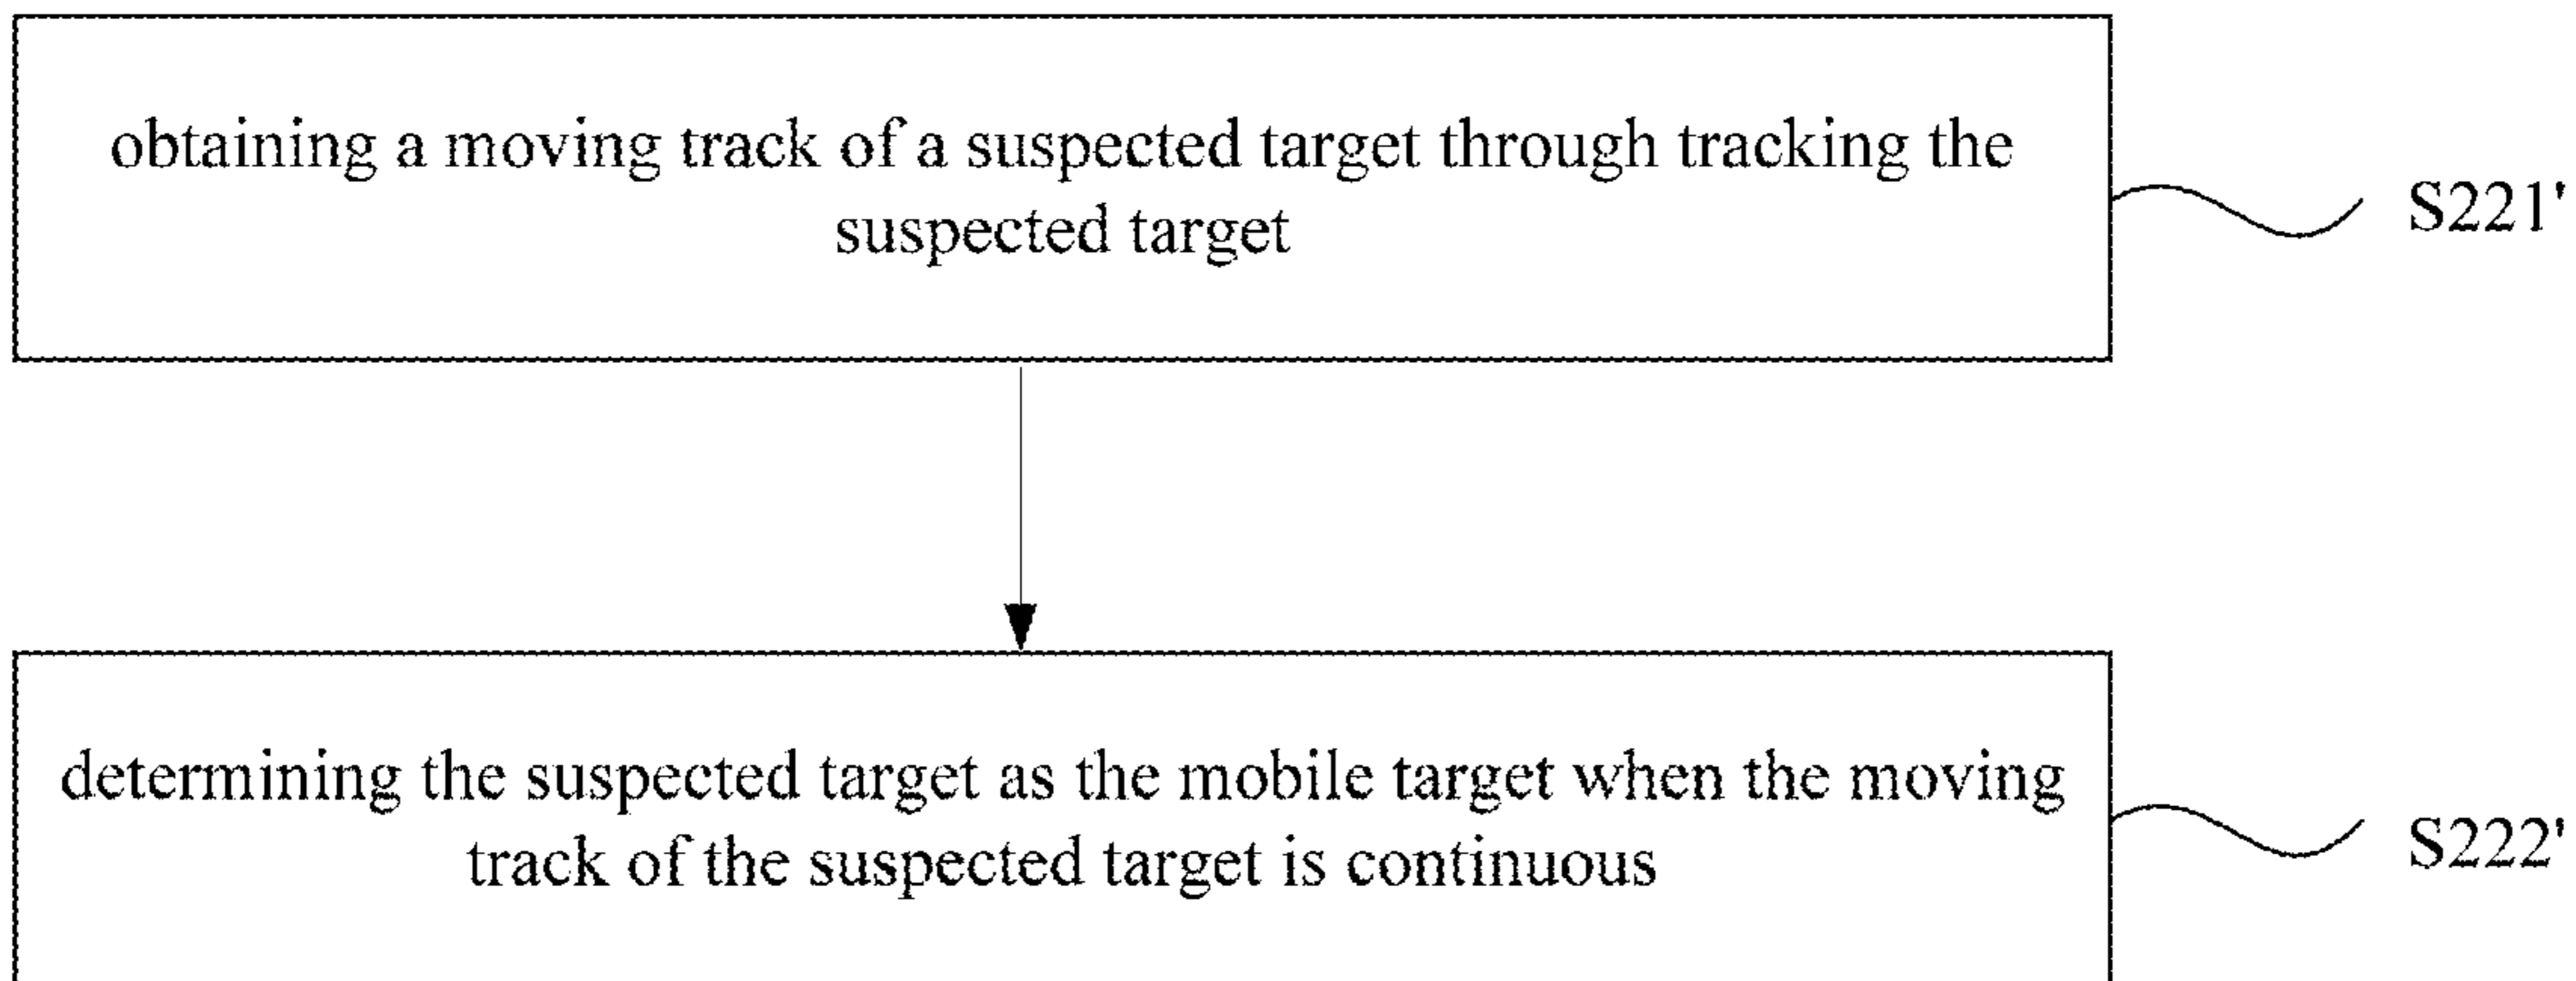 obtaining a moving track of a suspected target through tracking the
suspected target
S221'
determining the suspected target as the mobile target when the moving
track of the suspected target is continuous
S222'